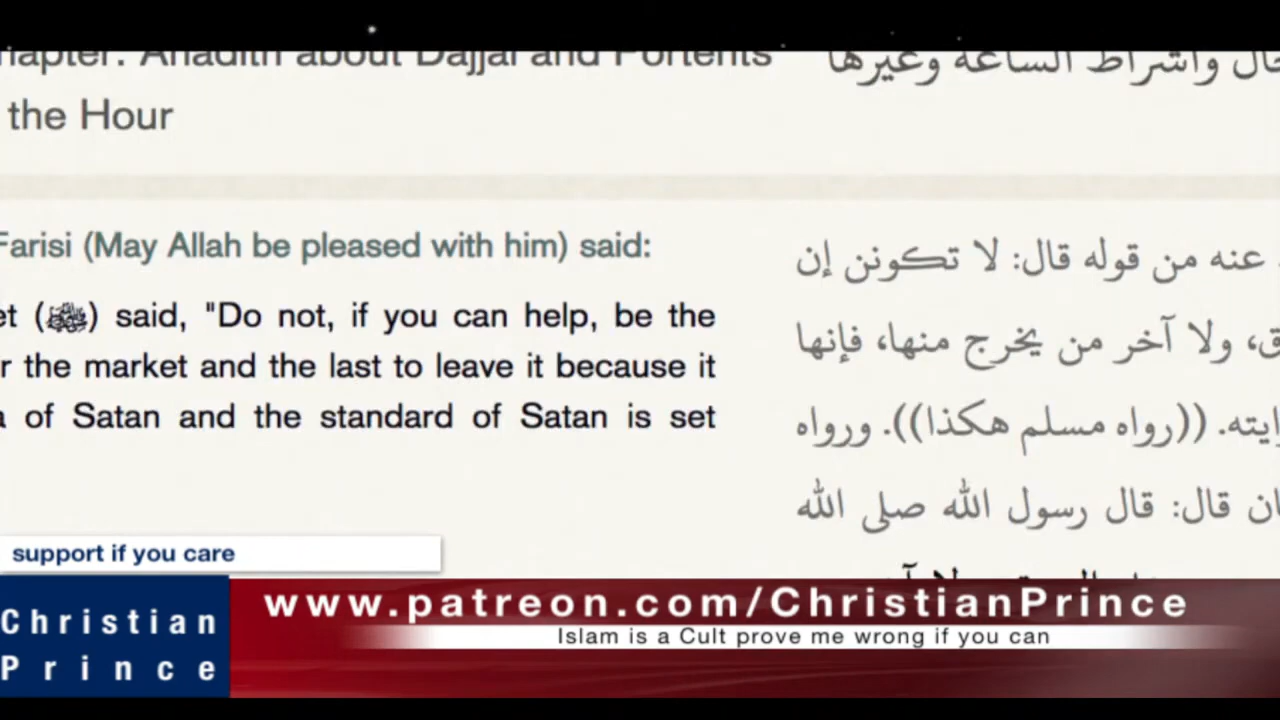 hapter: Ahadith about Dajjal and Portents
the Hour
Farisi (May Allah be pleased with him) said:
et (ﷺ) said, "Do not, if you can help, be the
r the market and the last to leave it because it
a of Satan and the standard of Satan is set
جال وأشراط الساعة وغيرها
عنه من قوله قال: لا تكونن إن
ق، ولا آخر من يخرج منها، فإنها
ايته. ((رواه مسلم هكذا)). ورواه
ان قال: قال رسول الله صلى الله
support if you care
Christian
Prince
www.patreon.com/ChristianPrince
Islam is a Cult prove me wrong if you can